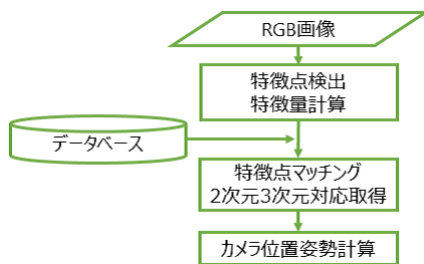 RGB画像
特徴点検出
特徴量計算
データベース
特徴点マッチング
2次元3次元対応取得
カメラ位置姿勢計算